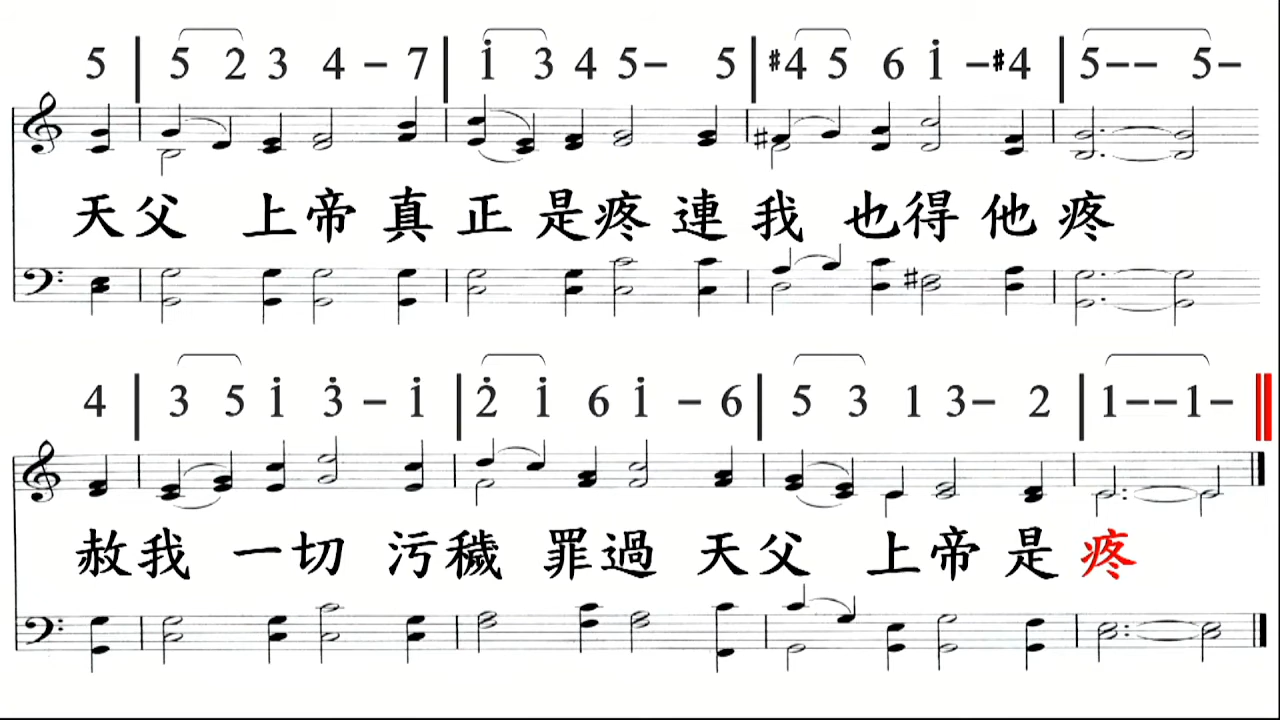 5 | 5 2 3 4 – 7 | i 3 4 5 – 5 | #4 5 6 i – #4 | 5 – – 5 –
天父 上帝 真 正 是疼 連 我 也得 他 疼
4 | 3 5 i 3̇ – i | 2̇ i 6 i – 6 | 5 3 1 3 – 2 | 1 – – 1 – ||
赦我 一切 污穢 罪過 天父 上帝 是 疼